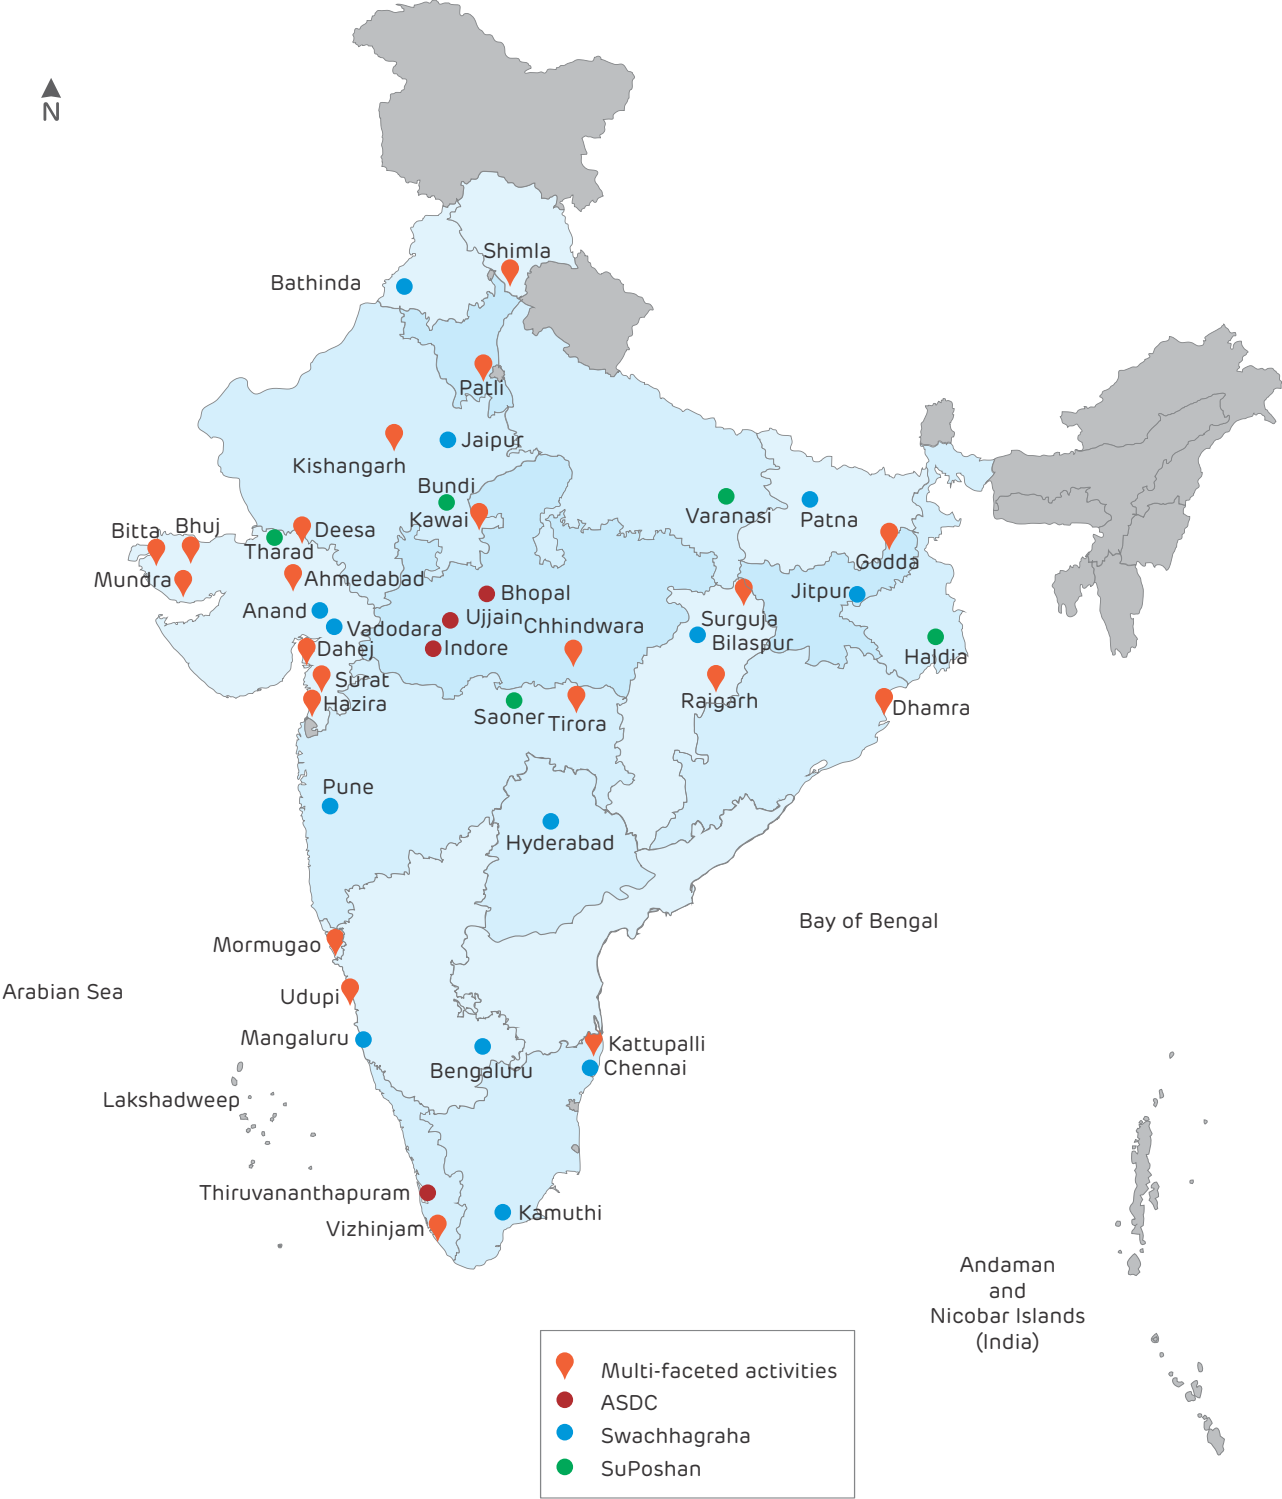 N
Shimla
Bathinda
Patli
Jaipur
Kishangarh
Bundi
Kawai
Varanasi
Patna
Bitta
Bhuj
Deesa
Tharad
Godda
Mundra
Ahmedabad
Bhopal
Jitpur
Anand
Ujjain
Chhindwara
Surguja
Vadodara
Bilaspur
Dahej
Indore
Haldia
Surat
Hazira
Raigarh
Saoner
Tirora
Dhamra
Pune
Hyderabad
Bay of Bengal
Mormugao
Arabian Sea
Udupi
Mangaluru
Kattupalli
Bengaluru
Chennai
Lakshadweep
Thiruvananthapuram
Kamuthi
Vizhinjam
Andaman
and
Nicobar Islands
(India)
Multi-faceted activities
ASDC
Swachhagraha
SuPoshan